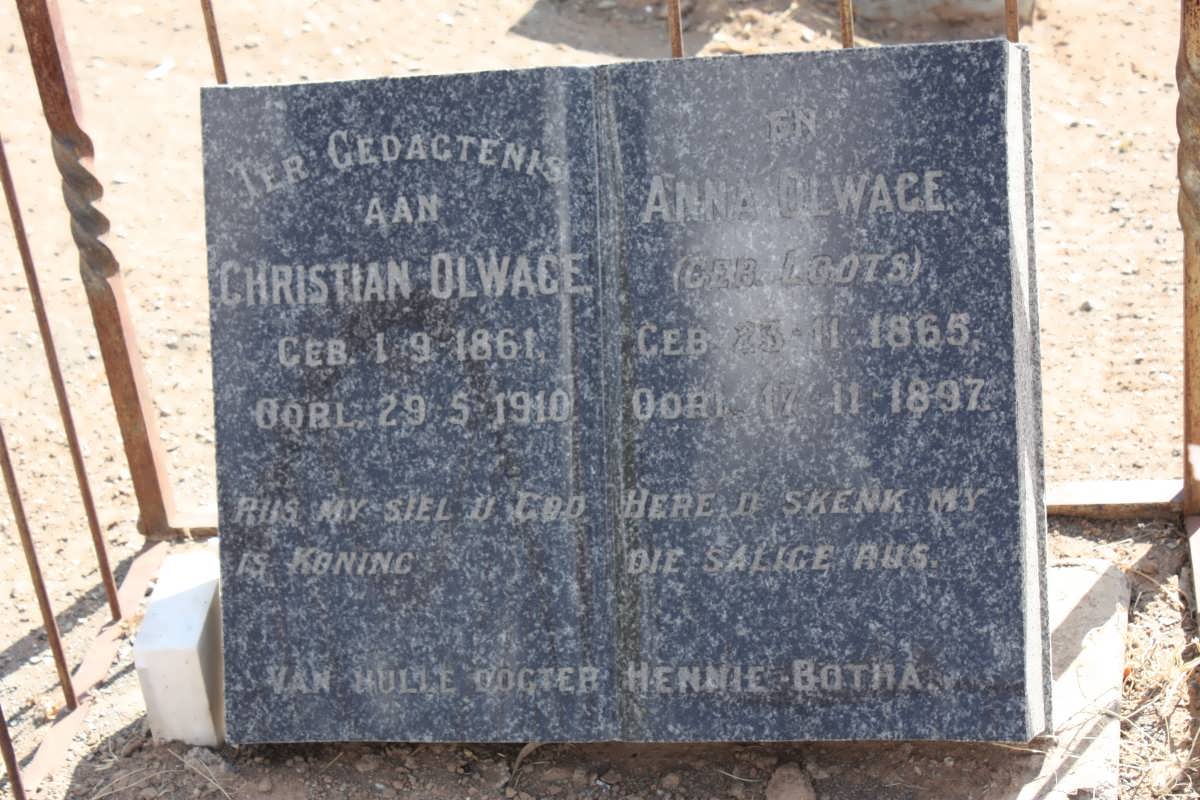 TER GEDACTENIS
AAN
CHRISTIAN OLWAGE.
GEB. 1·9·1861.
OORL. 29·5·1910.
RUS MY SIEL U GOD
IS KONING
VAN HULLE DOGTER
EN
ANNA OLWAGE.
(GEB. LOOTS)
GEB. 23·11·1865.
OORL. 17·11·1897.
HERE U SKENK MY
DIE SALIGE RUS.
HENNIE BOTHA.